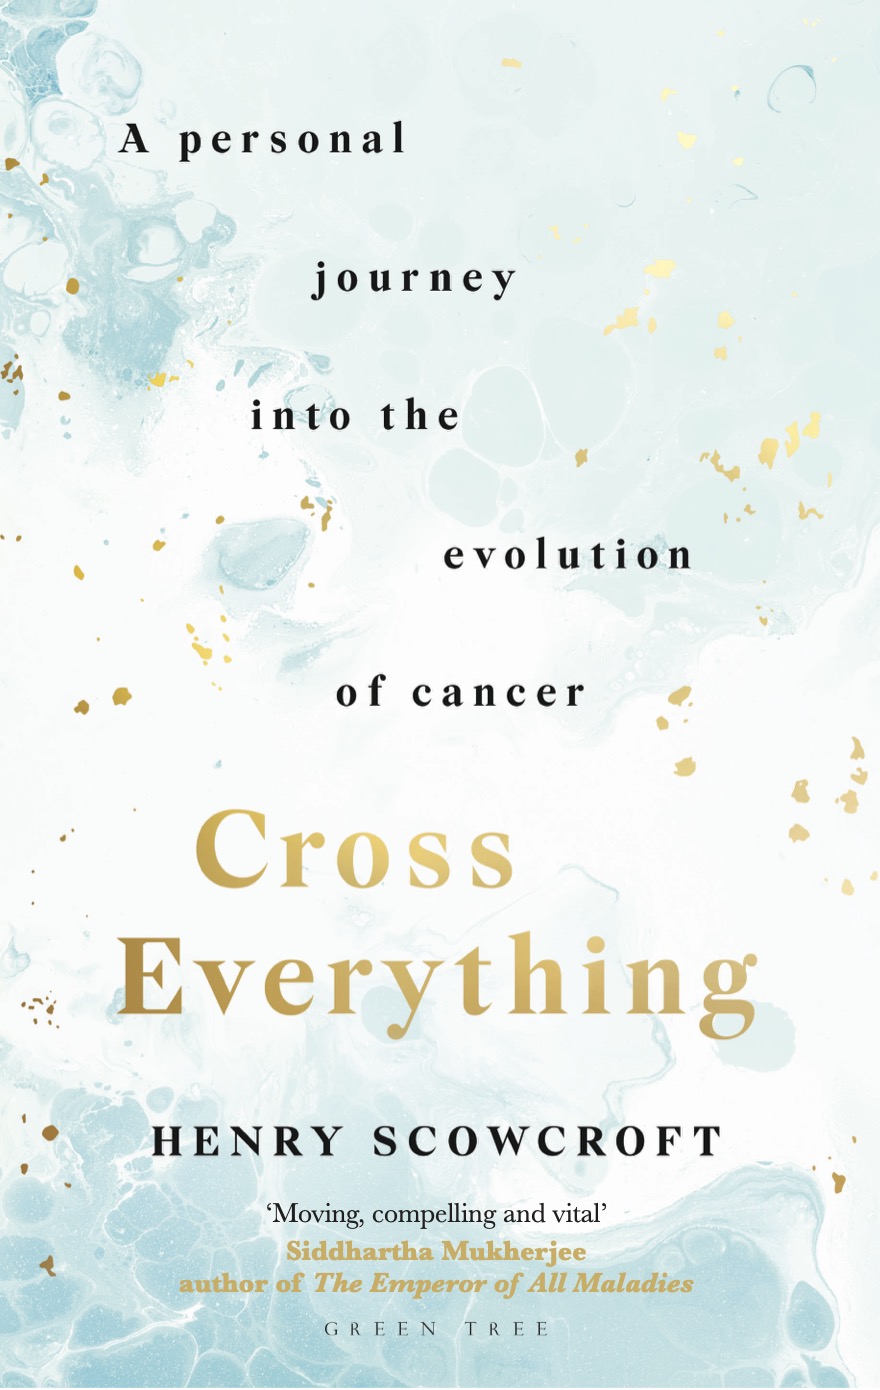 A personal
journey
into the
evolution
of cancer
Cross
Everything
HENRY SCOWCROFT
‘Moving, compelling and vital’
Siddhartha Mukherjee
author of The Emperor of All Maladies
GREEN TREE